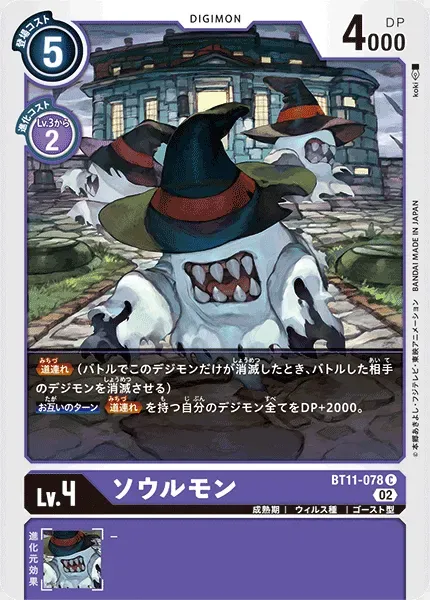 登場コスト
5
DIGIMON
4000
DP
進化コスト
Lv.3から
2
koki
道連れ(バトルでこのデジモンだけが消滅したとき、バトルした相手
のデジモンを消滅させる)
お互いのターン 道連れ を持つ自分のデジモン全てをDP+2000。
©本郷あきよし・フジテレビ・東映アニメーション BANDAI MADE IN JAPAN
BT11-078 C
Lv.4 ソウルモン
02
成熟期 | ウィルス種 | ゴースト型
進化元効果
-